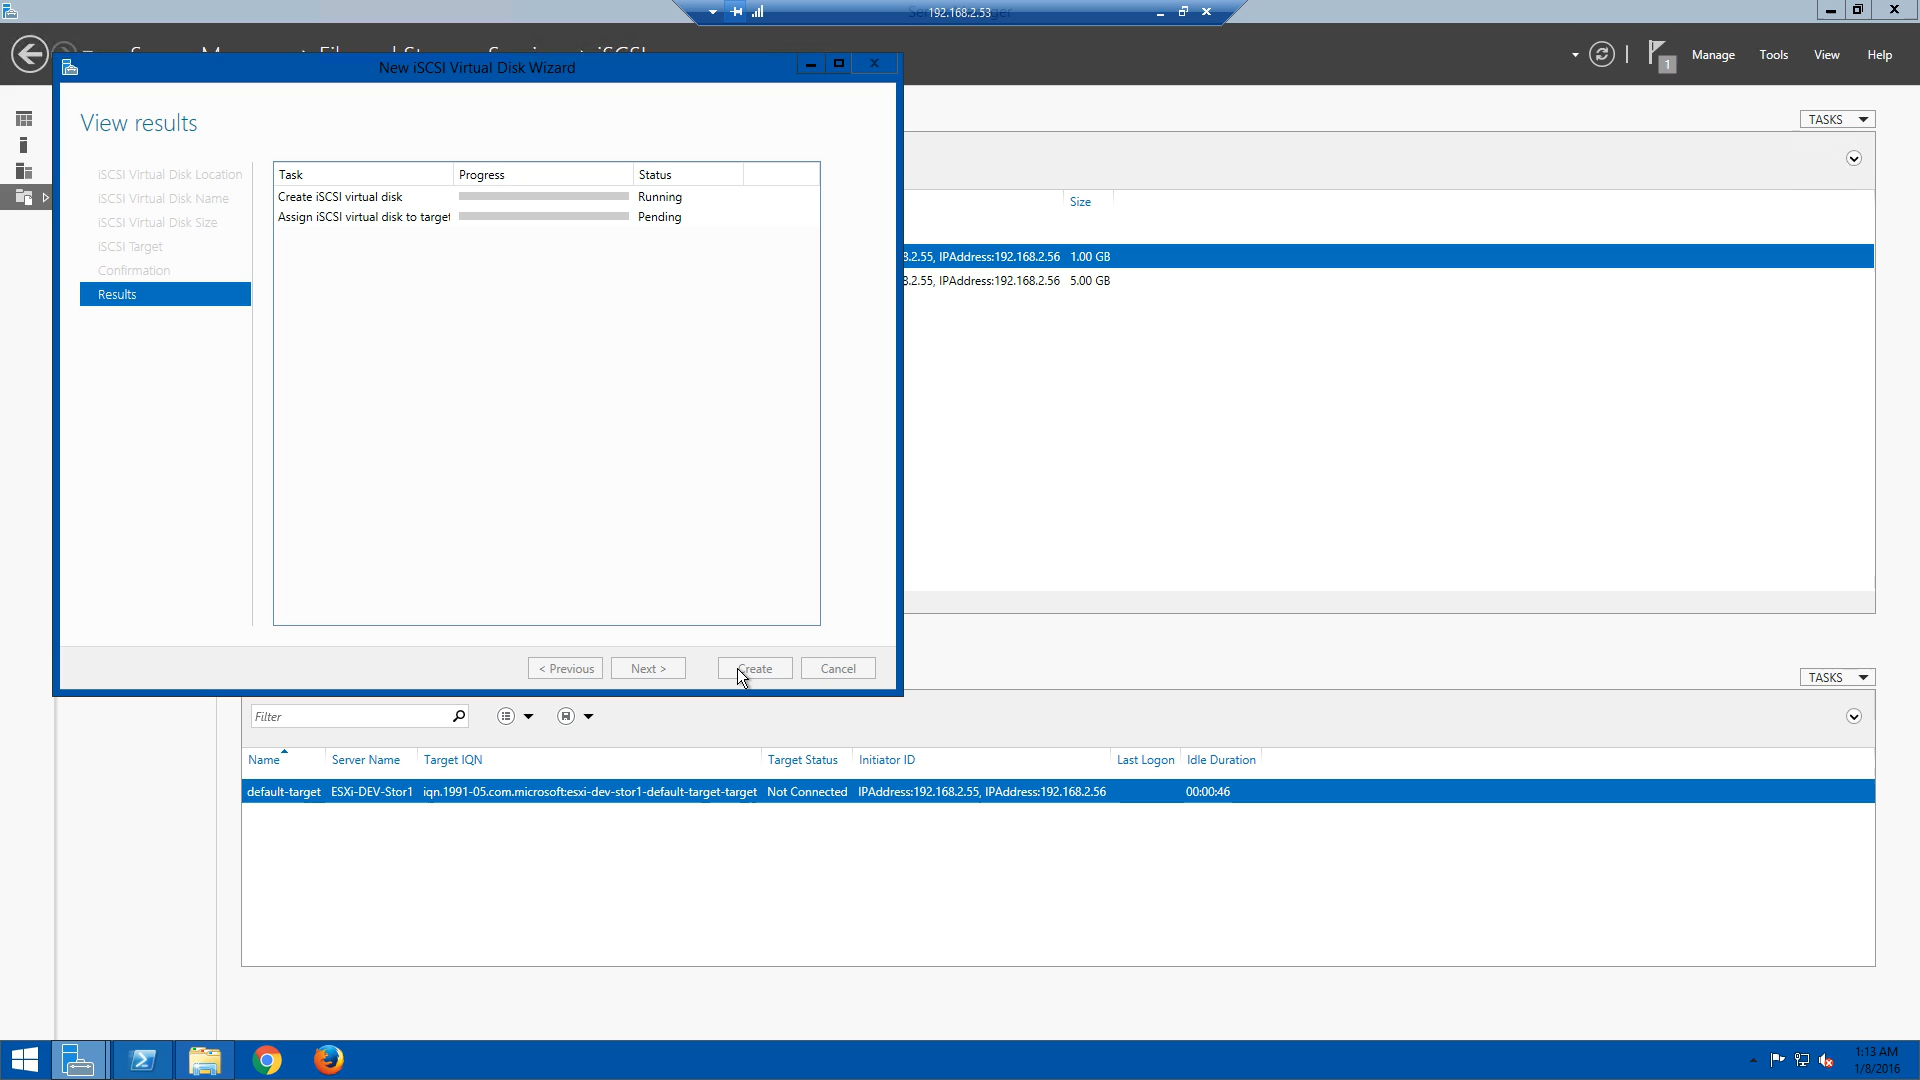 192.168.2.53
Manage
Tools
View
Help
1
New iSCSI Virtual Disk Wizard
View results
TASKS
iSCSI Virtual Disk Location
iSCSI Virtual Disk Name
iSCSI Virtual Disk Size
iSCSI Target
Confirmation
Results
Task Progress Status
Create iSCSI virtual disk Running
Assign iSCSI virtual disk to target Pending
Size
8.2.55, IPAddress:192.168.2.56 1.00 GB
8.2.55, IPAddress:192.168.2.56 5.00 GB
< Previous
Next >
Create
Cancel
TASKS
Filter
Name Server Name Target IQN Target Status Initiator ID Last Logon Idle Duration
default-target ESXi-DEV-Stor1 iqn.1991-05.com.microsoft:esxi-dev-stor1-default-target-target Not Connected IPAddress:192.168.2.55, IPAddress:192.168.2.56 00:00:46
1:13 AM
1/8/2016